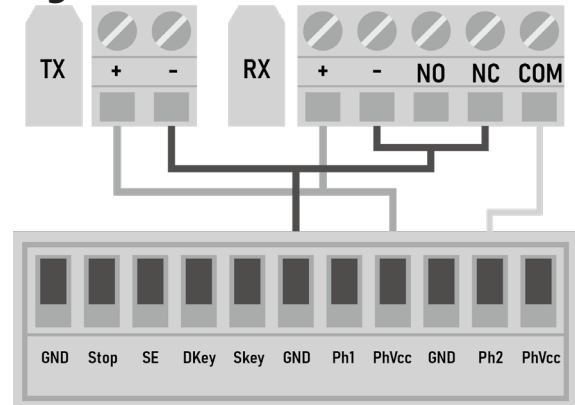 TX + - RX + - NO NC COM
GND Stop SE DKey Skey GND Ph1 PhVcc GND Ph2 PhVcc